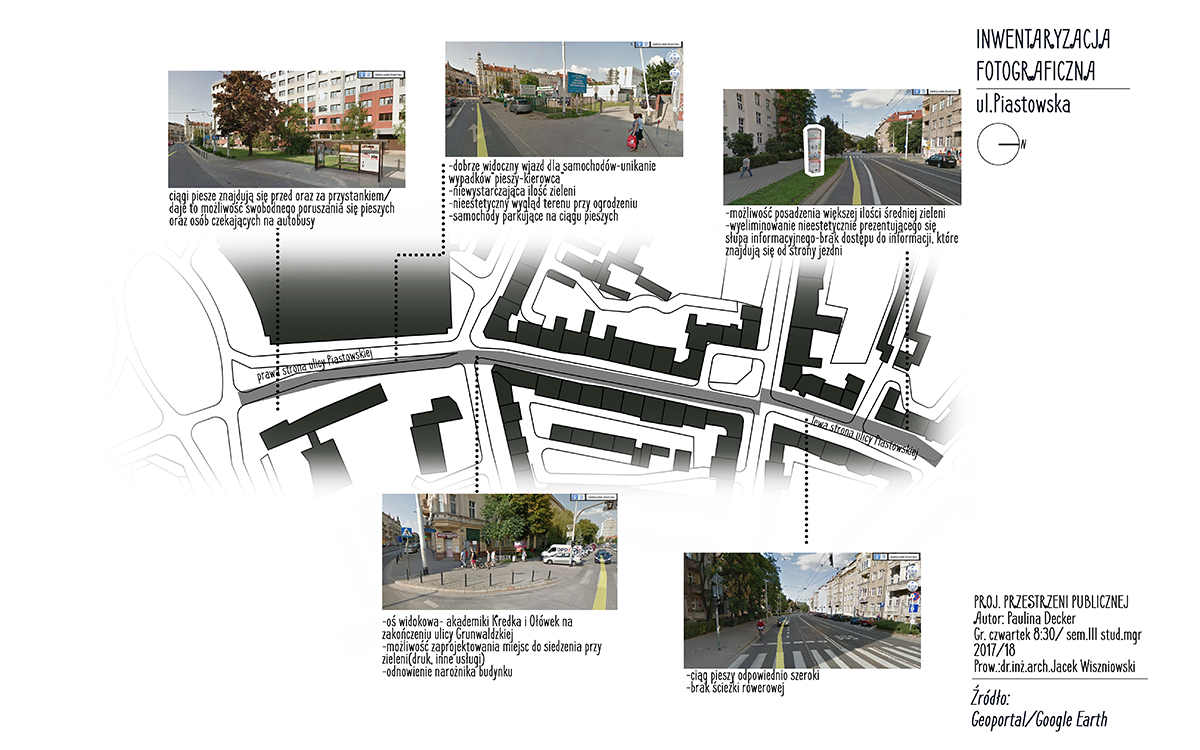 INWENTARYZACJA
FOTOGRAFICZNA
ul.Piastowska
N
ciągi piesze znajdują się przed oraz za przystankiem/
daje to możliwość swobodnego poruszania się pieszych
oraz osób czekających na autobusy
-dobrze widoczny wjazd dla samochodów-unikanie
wypadków pieszy-kierowca
-niewystarczająca ilość zieleni
-nieestetyczny wygląd terenu przy ogrodzeniu
-samochody parkujące na ciągu pieszych
-możliwość posadzenia większej ilości średniej zieleni
-wyeliminowanie nieestetycznie prezentującego się
słupa informacyjnego-brak dostępu do informacji, które
znajdują się od strony jezdni
prawa strona ulicy Piastowskiej
lewa strona ulicy Piastowskiej
-oś widokowa- akademiki Kredka i Ołówek na
zakończeniu ulicy Grunwaldzkiej
-możliwość zaprojektowania miejsc do siedzenia przy
zieleni(druk, inne usługi)
-odnowienie narożnika budynku
-ciąg pieszy odpowiednio szeroki
-brak ścieżki rowerowej
PROJ. PRZESTRZENI PUBLICZNEJ
Autor: Paulina Decker
Gr. czwartek 8:30/ sem.III stud.mgr
2017/18
Prow.:dr.inż.arch.Jacek Wiszniowski
Źródło:
Geoportal/Google Earth